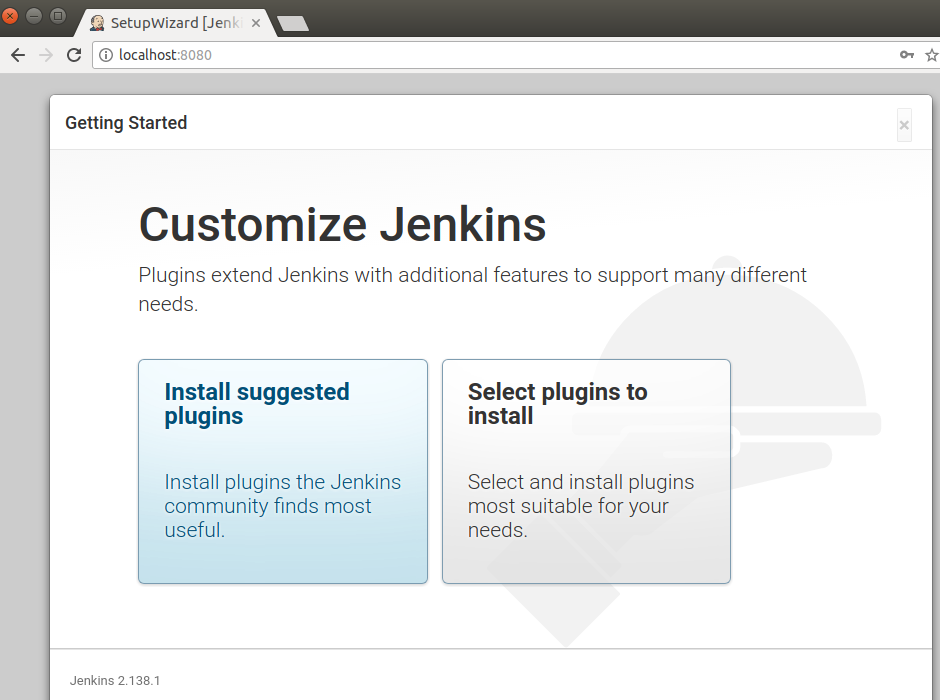 SetupWizard [Jenk
localhost:8080
Getting Started
Customize Jenkins
Plugins extend Jenkins with additional features to support many different
needs.
Install suggested
plugins
Install plugins the Jenkins
community finds most
useful.
Select plugins to
install
Select and install plugins
most suitable for your
needs.
Jenkins 2.138.1